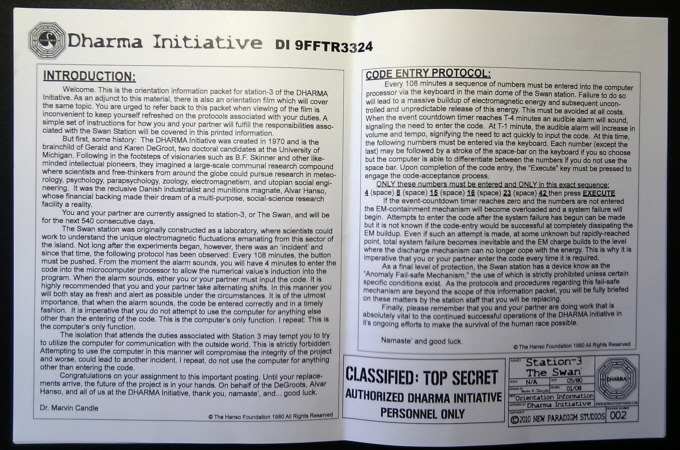 Dharma Initiative DI 9FFTR3324
INTRODUCTION:
Welcome. This is the orientation information packet for station-3 of the DHARMA
Initiative. As an adjunct to this material, there is also an orientation film which will cover
the same topic. You are urged to refer back to this packet when viewing of the film is
inconvenient to keep yourself refreshed on the protocols associated with your duties. A
simple set of instructions for how you and your partner will fulfill the responsibilities asso-
ciated with the Swan Station will be covered in this printed information.
But first, some history: The DHARMA Initiative was created in 1970 and is the
brainchild of Gerald and Karen DeGroot, two doctoral candidates at the University of
Michigan. Following in the footsteps of visionaries such as B.F. Skinner and other like-
minded intellectual pioneers, they imagined a large-scale communal research compound
where scientists and free-thinkers from around the globe could pursue research in meteo-
rology, psychology, parapsychology, zoology, electromagnetism, and utopian social engi-
neering. It was the reclusive Danish industrialist and munitions magnate, Alvar Hanso,
whose financing backed made their dream of a multi-purpose, social-science research
facility a reality.
You and your partner are currently assigned to station-3, or The Swan, and will be
for the next 540 consecutive days.
The Swan station was originally constructed as a laboratory, where scientists could
work to understand the unique electromagnetic fluctuations emanating from this sector of
the island. Not long after the experiments began, however, there was an 'incident' and
since that time, the following protocol has been observed: Every 108 minutes, the button
must be pushed. From the moment the alarm sounds, you will have 4 minutes to enter the
code into the microcomputer processor to allow the numerical value's induction into the
program. When the alarm sounds, either you or your partner must input the code. It is
highly recommended that you and your partner take alternating shifts. In this manner you
will both stay as fresh and alert as possible under the circumstances. It is of the utmost
importance, that when the alarm sounds, the code be entered correctly and in a timely
fashion. It is imperative that you do not attempt to use the computer for anything else
other than the entering of the code. This is the computer's only function. I repeat: This is
the computer's only function.
The isolation that attends the duties associated with Station 3 may tempt you to try
to utilize the computer for communication with the outside world. This is strictly forbidden.
Attempting to use the computer in this manner will compromise the integrity of the project
and worse, could lead to another incident. I repeat, do not use the computer for anything
other than entering the code.
Congratulations on your assignment to this important posting. Until your replace-
ments arrive, the future of the project is in your hands. On behalf of the DeGroots, Alvar
Hanso, and all of us at the DHARMA Initiative, thank you, namaste', and... good luck.
Dr. Marvin Candle
© The Hanso Foundation 1980 All Rights Reserved
CODE ENTRY PROTOCOL:
Every 108 minutes a sequence of numbers must be entered into the computer
processor via the keyboard in the main dome of the Swan station. Failure to do so
will lead to a massive buildup of electromagnetic energy and subsequent uncon-
trolled and unpredictable release of this energy. This must be avoided at all costs.
When the event countdown timer reaches T-4 minutes an audible alarm will sound,
signaling the need to enter the code. At T-1 minute, the audible alarm will increase in
volume and tempo, signifying the need to act quickly to input the code. At this time,
the following numbers must be entered via the keyboard. Each number (except the
last) may be followed by a stroke of the space-bar on the keyboard if you so choose
but the computer is able to differentiate between the numbers if you do not use the
space bar. Upon completion of the code entry, the "Execute" key must be pressed to
engage the code-acceptance process.
ONLY these numbers must be entered and ONLY in this exact sequence:
4 (space) 8 (space) 15 (space) 16 (space) 23 (space) 42 then press EXECUTE
If the event-countdown timer reaches zero and the numbers are not entered
the EM-containment mechanism will become overloaded and a system failure will
begin. Attempts to enter the code after the system failure has begun can be made
but it is not known if the code-entry would be successful at completely dissipating the
EM buildup. Even if such an attempt is made, at some unknown but rapidly-reached
point, total system failure becomes inevitable and the EM charge builds to the level
where the discharge mechanism can no longer cope with the energy. This is why it is
imperative that you or your partner enter the code every time it is required.
As a final level of protection, the Swan station has a device know as the
"Anomaly Fail-safe Mechanism," the use of which is strictly prohibited unless certain
specific conditions exist. As the protocols and procedures regarding this fail-safe
mechanism are beyond the scope of this information packet, you will be fully briefed
on these matters by the station staff that you will be replacing.
Finally, please remember that you and your partner are doing work that is
absolutely vital to the continued successful operations of the DHARMA Initiative in
it's ongoing efforts to make the survival of the human race possible.
Namaste' and good luck.
© The Hanso Foundation 1980 All Rights Reserved
CLASSIFIED: TOP SECRET
AUTHORIZED DHARMA INITIATIVE
PERSONNEL ONLY
Station-3
The Swan
N/A 05/80
01/08
Orientation Information
Dharma Initiative
©2010 NEW PARADIGM STUDIOS 002
DHARMA